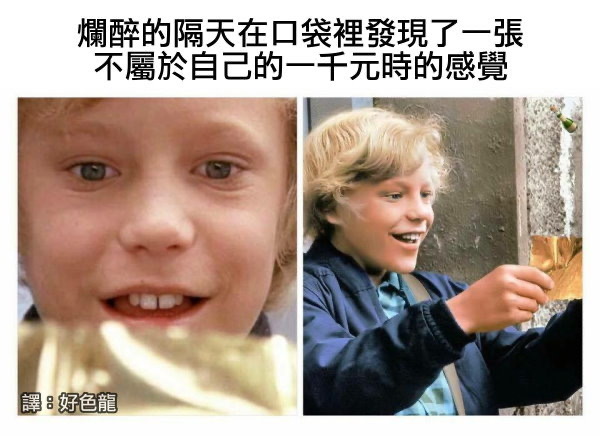 爛醉的隔天在口袋裡發現了一張
不屬於自己的一千元時的感覺
譯：好色龍